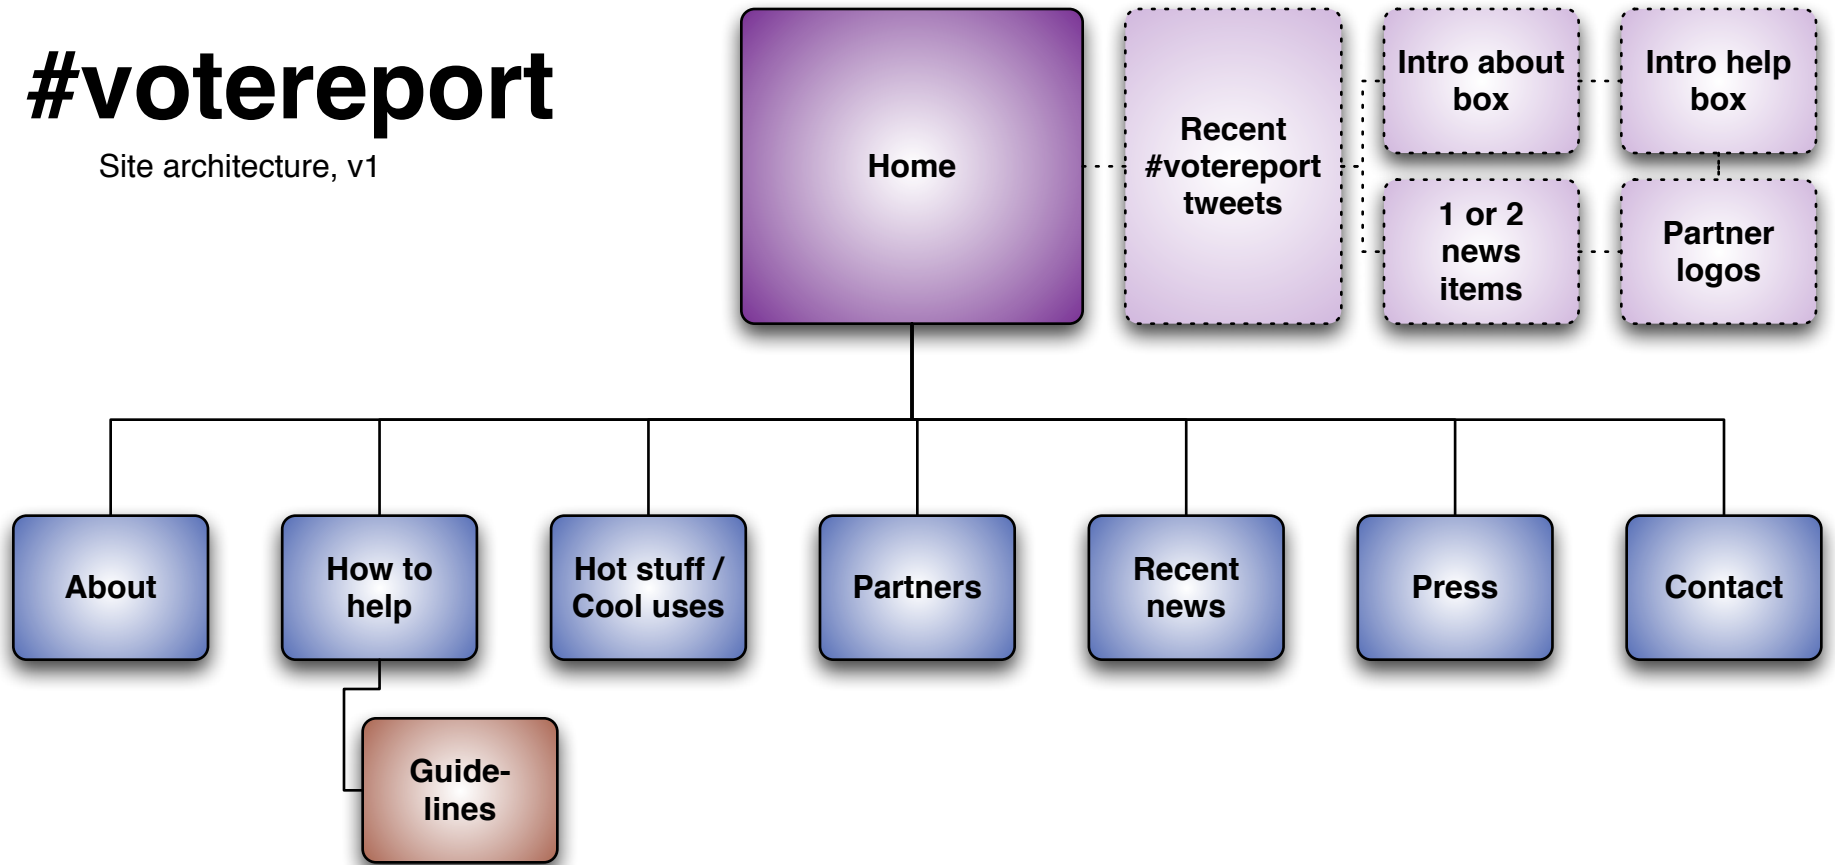 #votereport
Site architecture, v1
Home
Recent
#votereport
tweets
Intro about
box
Intro help
box
1 or 2
news
items
Partner
logos
About
How to
help
Hot stuff /
Cool uses
Partners
Recent
news
Press
Contact
Guide-
lines